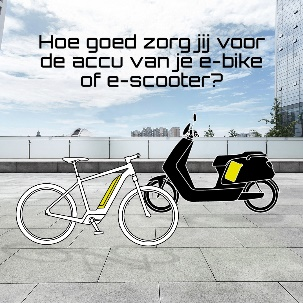 Hoe goed zorg jij voor
de accu van je e-bike
of e-scooter?